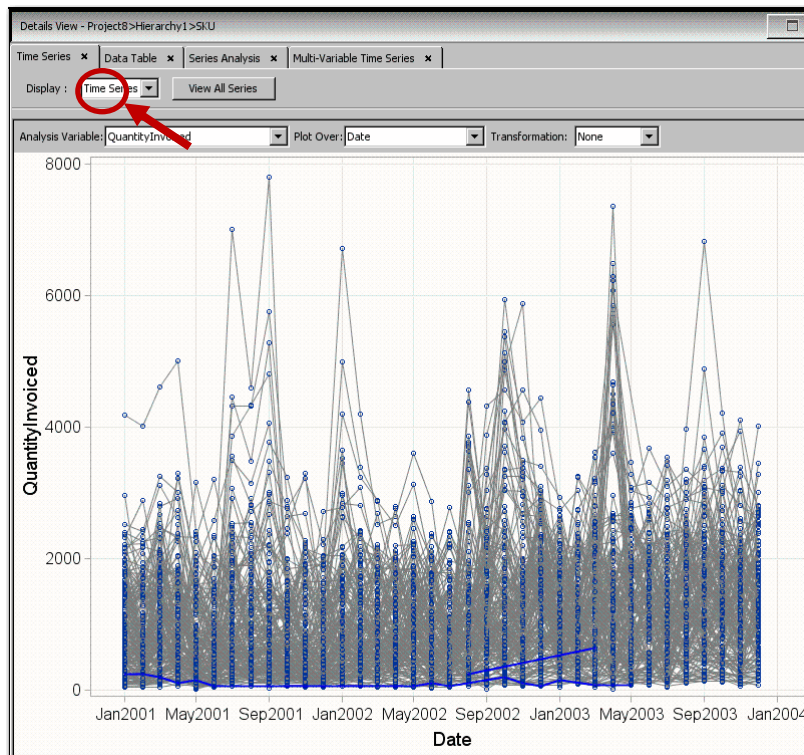 Details View - Project8>Hierarchy1>SKU
Time Series × Data Table × Series Analysis × Multi-Variable Time Series ×
Display : Time Series View All Series
Analysis Variable: QuantityInvoiced Plot Over: Date Transformation: None
8000
6000
4000
2000
0
QuantityInvoiced
Jan2001 May2001 Sep2001 Jan2002 May2002 Sep2002 Jan2003 May2003 Sep2003 Jan2004
Date